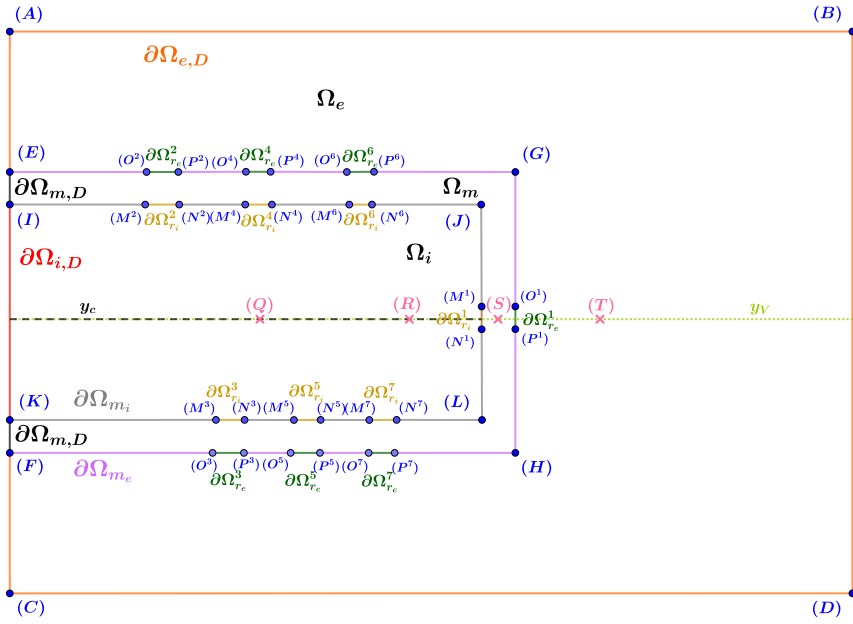 (A) (B)
∂Ω_{e,D}
Ω_e
(E) (O²) ∂Ω²_{r_e} (P²) (O⁴) ∂Ω⁴_{r_e} (P⁴) (O⁶) ∂Ω⁶_{r_e} (P⁶) (G)
∂Ω_{m,D} Ω_m
(I) (M²) ∂Ω²_{r_i} (N²) (M⁴) ∂Ω⁴_{r_i} (N⁴) (M⁶) ∂Ω⁶_{r_i} (N⁶) (J)
∂Ω_{i,D} Ω_i
y_c (Q) (R) (M¹) (S) (O¹) (T) y_V
∂Ω¹_{r_i} ∂Ω¹_{r_e}
(N¹) (P¹)
(K) ∂Ω_{m_i} (M³) ∂Ω³_{r_i} (N³) (M⁵) ∂Ω⁵_{r_i} (N⁵) (M⁷) ∂Ω⁷_{r_i} (N⁷) (L)
∂Ω_{m,D}
(F) ∂Ω_{m_e} (O³) ∂Ω³_{r_e} (P³) (O⁵) ∂Ω⁵_{r_e} (P⁵) (O⁷) ∂Ω⁷_{r_e} (P⁷) (H)
(C) (D)